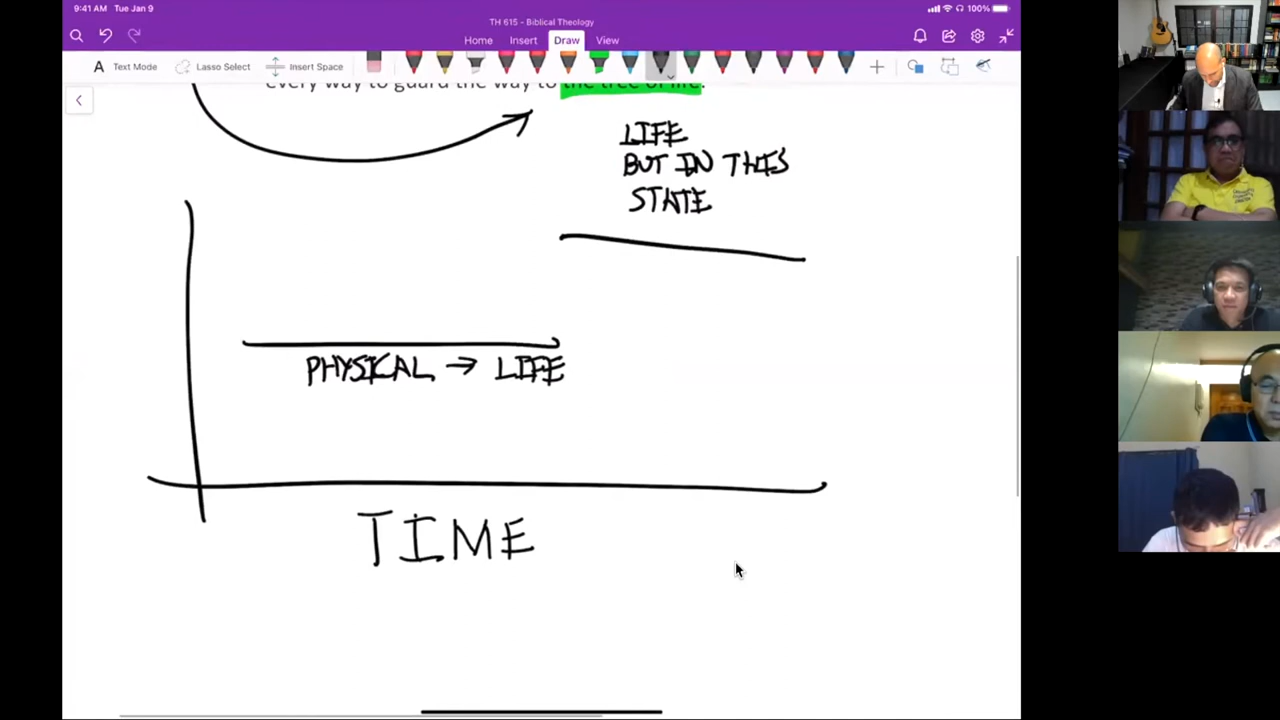 9:41 AM Tue Jan 9
100%
TH 615 - Biblical Theology
Home Insert Draw View
A Text Mode Lasso Select Insert Space
every way to guard the way to the tree of life.
LIFE
BUT IN THIS
STATE
PHYSICAL → LIFE
TIME